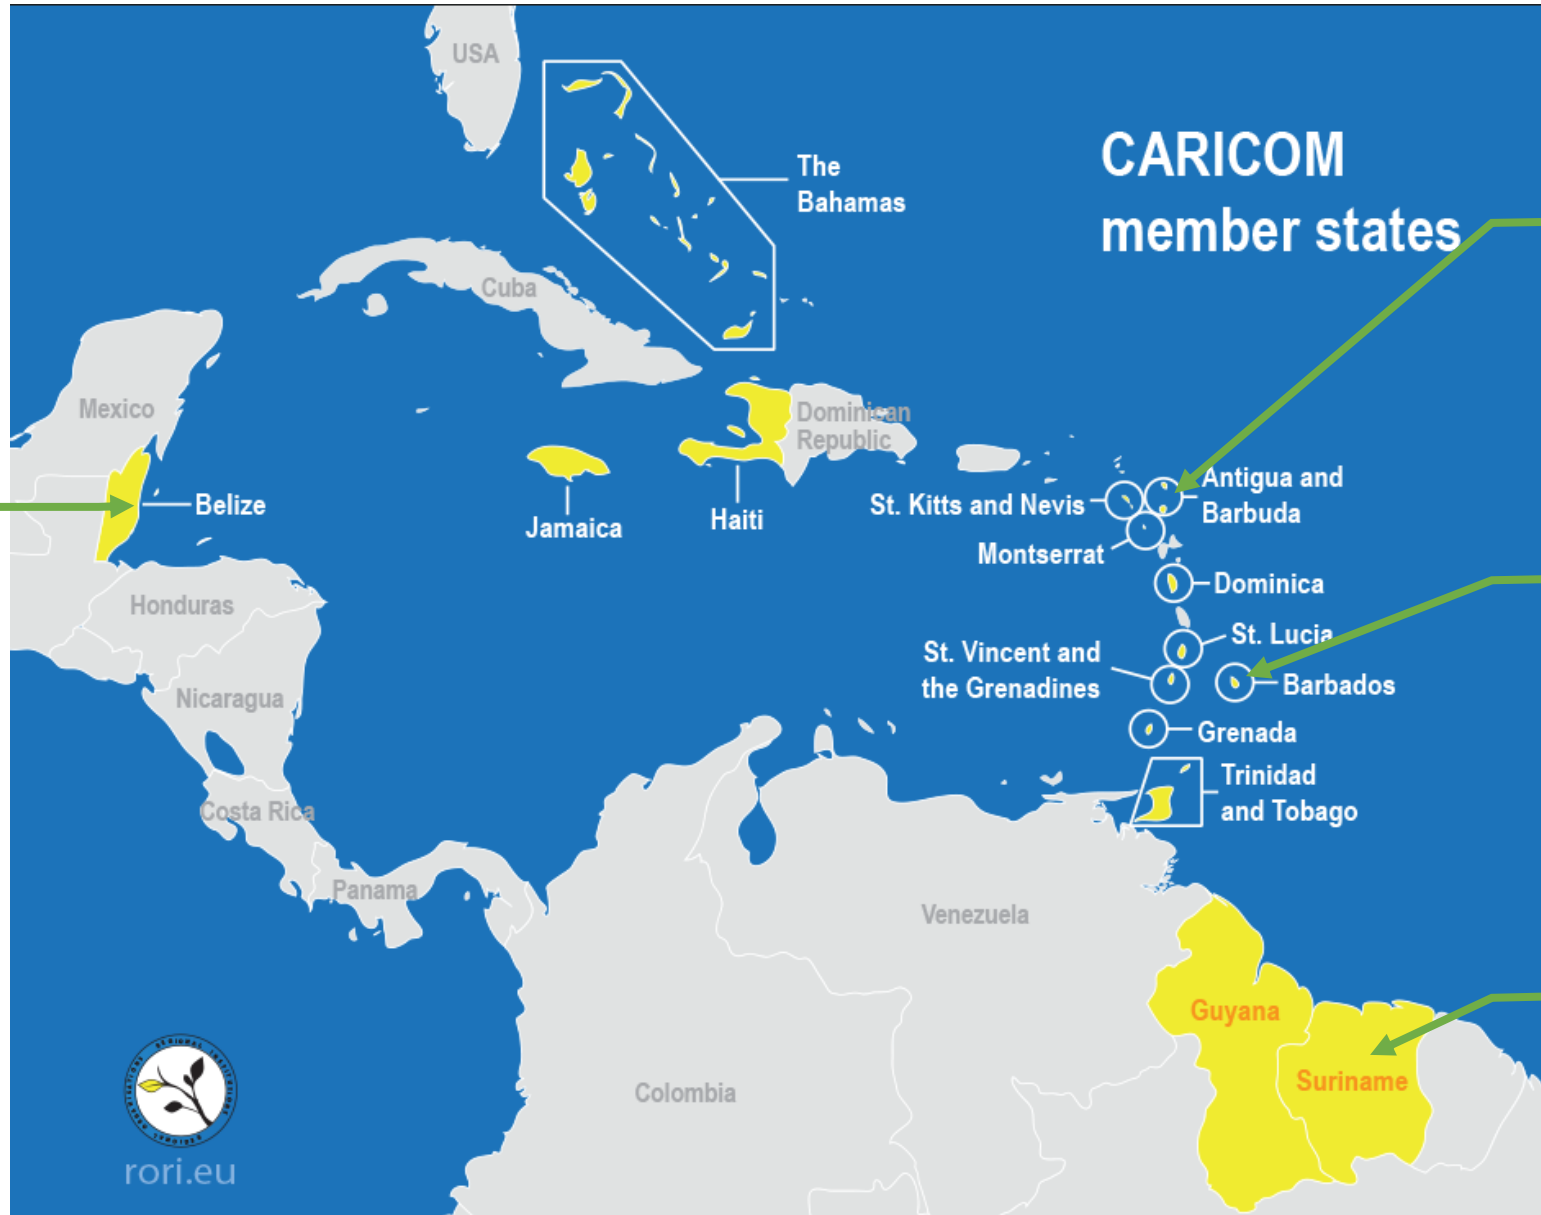 USA
CARICOM
member states
The
Bahamas
Cuba
Mexico
Dominican
Republic
Belize
Jamaica
Haiti
St. Kitts and Nevis
Antigua and
Barbuda
Montserrat
Dominica
Honduras
St. Lucia
St. Vincent and
the Grenadines
Barbados
Nicaragua
Grenada
Trinidad
and Tobago
Costa Rica
Panama
Venezuela
Guyana
Suriname
Colombia
rori.eu